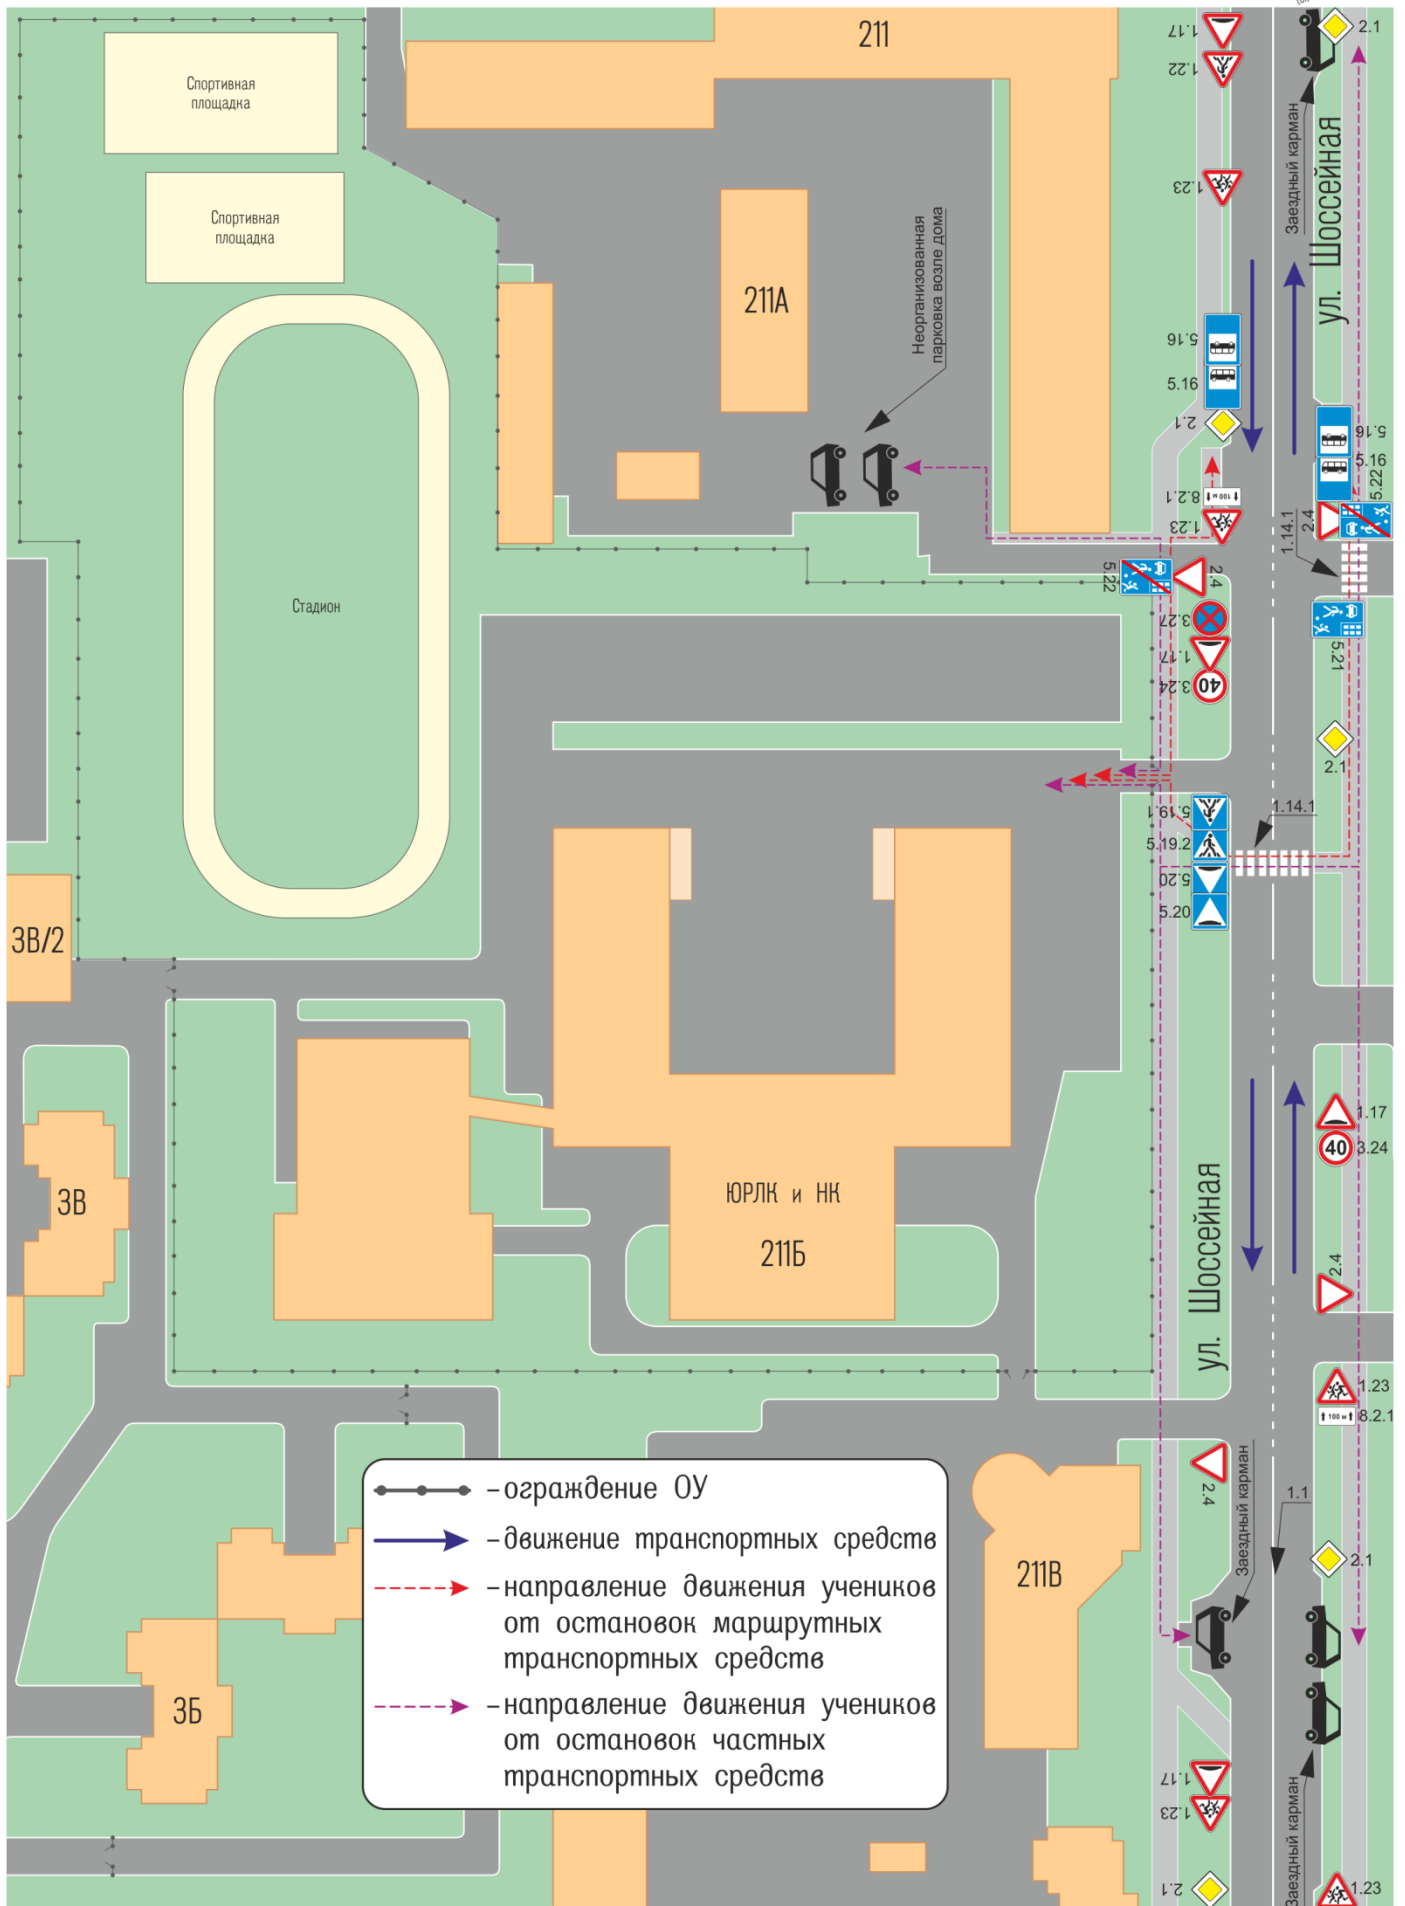 211
2.1
1.17
1.22
Спортивная
площадка
Заездный карман
1.23
ул. Шоссейная
Спортивная
площадка
Неорганизованная
парковка возле дома
211А
5.16
5.16
2.1
5.16
5.16
5.22
8.2.1
100 м
1.23
2.4
1.14.1
5.22
2.4
Стадион
3.27
1.17
3.24
40
5.21
2.1
1.14.1
5.19.1
5.16.2
5.20
5.20
3В/2
1.17
40
3.24
3В
ЮРЛК и НК
211Б
ул. Шоссейная
2.4
1.23
100 м
8.2.1
2.4
Заездный карман
1.1
2.1
211В
– ограждение ОУ
– движение транспортных средств
– направление движения учеников
от остановок маршрутных
транспортных средств
– направление движения учеников
от остановок частных
транспортных средств
3Б
1.17
1.23
Заездный карман
2.1
1.23